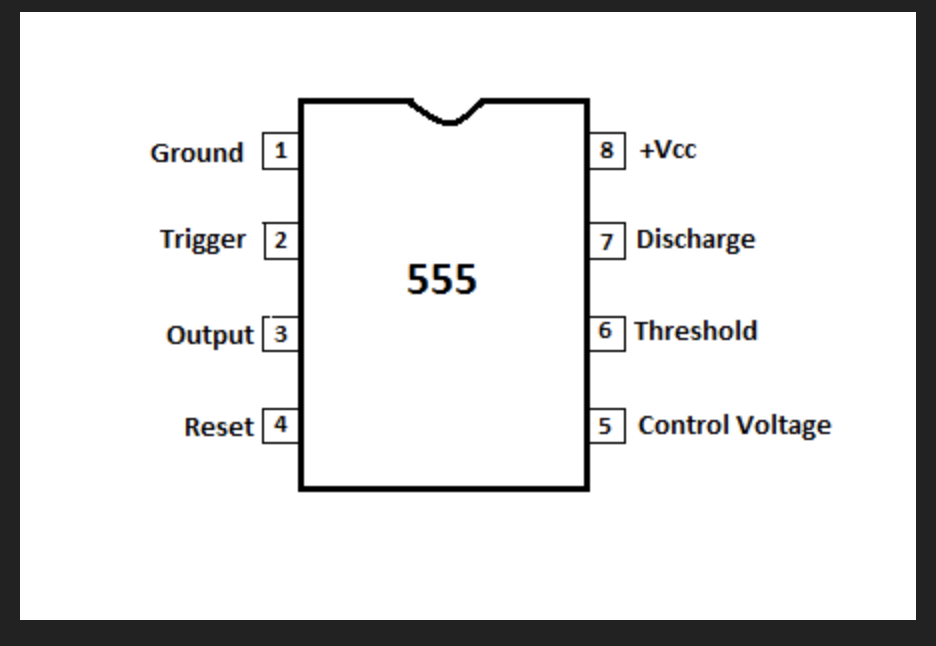 Ground 1
8 +Vcc
Trigger 2
7 Discharge
555
Output 3
6 Threshold
Reset 4
5 Control Voltage